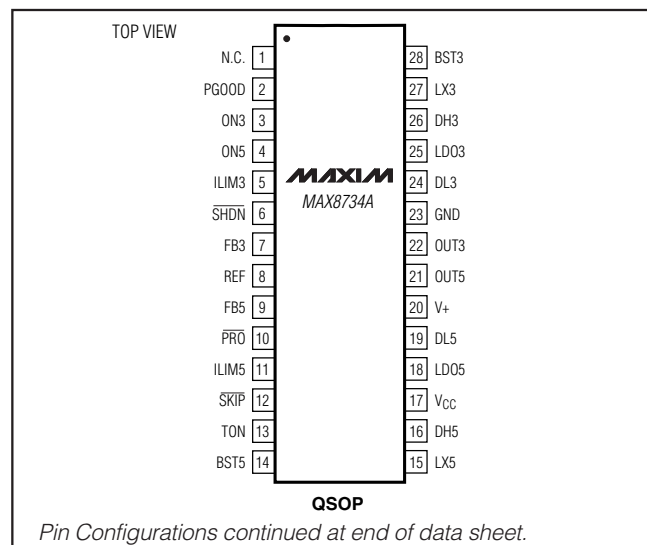 TOP VIEW
N.C. 1
PGOOD 2
ON3 3
ON5 4
ILIM3 5
SHDN 6
FB3 7
REF 8
FB5 9
PRO 10
ILIM5 11
SKIP 12
TON 13
BST5 14
MAXIM
MAX8734A
28 BST3
27 LX3
26 DH3
25 LDO3
24 DL3
23 GND
22 OUT3
21 OUT5
20 V+
19 DL5
18 LDO5
17 VCC
16 DH5
15 LX5
QSOP
Pin Configurations continued at end of data sheet.